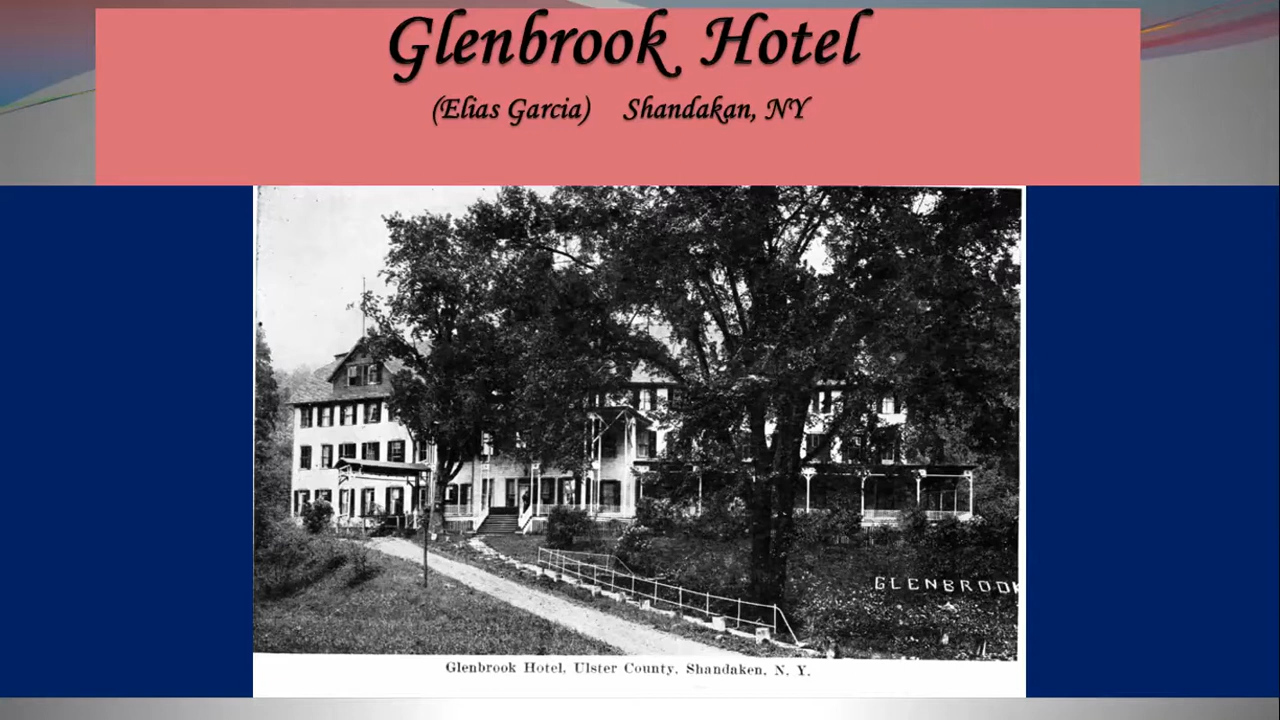 Glenbrook Hotel
(Elias Garcia) Shandakan, NY
GLENBROOK
Glenbrook Hotel, Ulster County, Shandaken, N. Y.